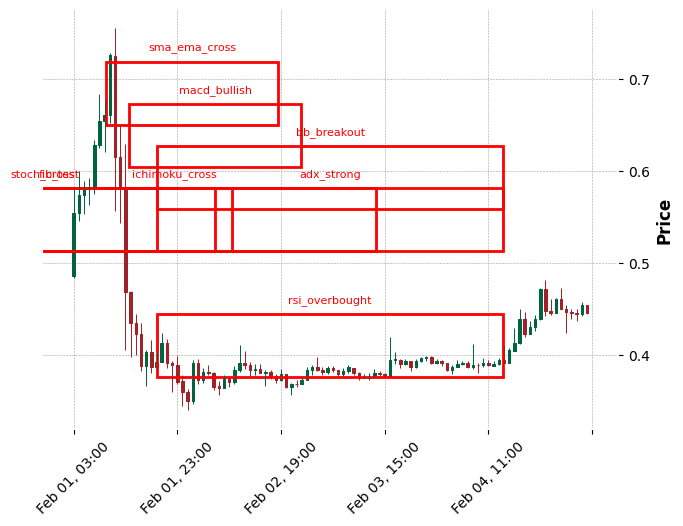 sma_ema_cross
0.7
macd_bullish
bb_breakout
0.6
ichimoku_cross
adx_strong
Price
0.5
rsi_overbought
0.4
Feb 01, 03:00
Feb 01, 23:00
Feb 02, 19:00
Feb 03, 15:00
Feb 04, 11:00